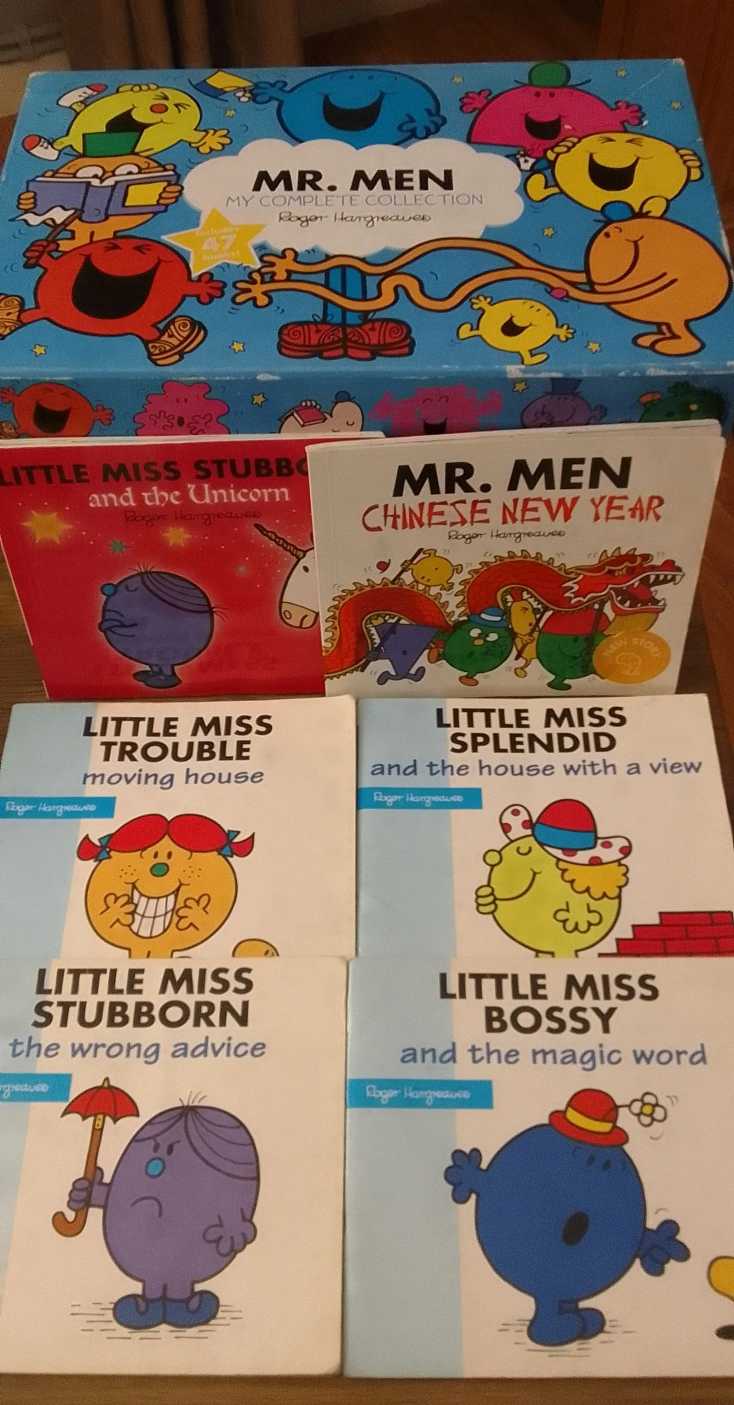 MR. MEN
MY COMPLETE COLLECTION
Roger Hargreaves
Includes
47
books!
LITTLE MISS STUBBO
and the Unicorn
Roger Hargreaves
MR. MEN
CHINESE NEW YEAR
Roger Hargreaves
NEW STORY
LITTLE MISS
TROUBLE
moving house
Roger Hargreaves
LITTLE MISS
SPLENDID
and the house with a view
Roger Hargreaves
LITTLE MISS
STUBBORN
the wrong advice
rgreaves
LITTLE MISS
BOSSY
and the magic word
Roger Hargreaves